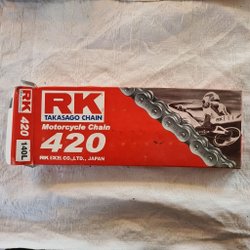 RK
420
140L
RK
TAKASAGO CHAIN
Motorcycle Chain
420
RK EXCEL CO., LTD., JAPAN